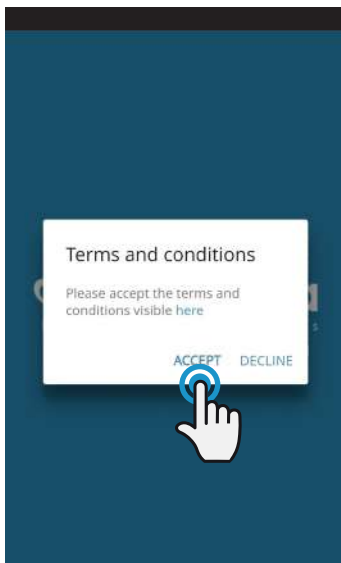 Terms and conditions
Please accept the terms and
conditions visible here
ACCEPT DECLINE